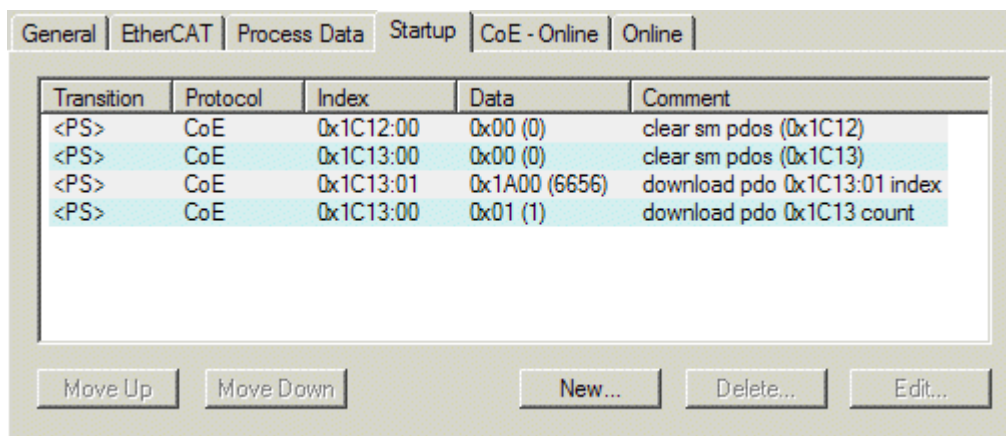 General EtherCAT Process Data Startup CoE - Online Online
Transition Protocol Index Data Comment
<PS> CoE 0x1C12:00 0x00 (0) clear sm pdos (0x1C12)
<PS> CoE 0x1C13:00 0x00 (0) clear sm pdos (0x1C13)
<PS> CoE 0x1C13:01 0x1A00 (6656) download pdo 0x1C13:01 index
<PS> CoE 0x1C13:00 0x01 (1) download pdo 0x1C13 count
Move Up Move Down New... Delete... Edit...